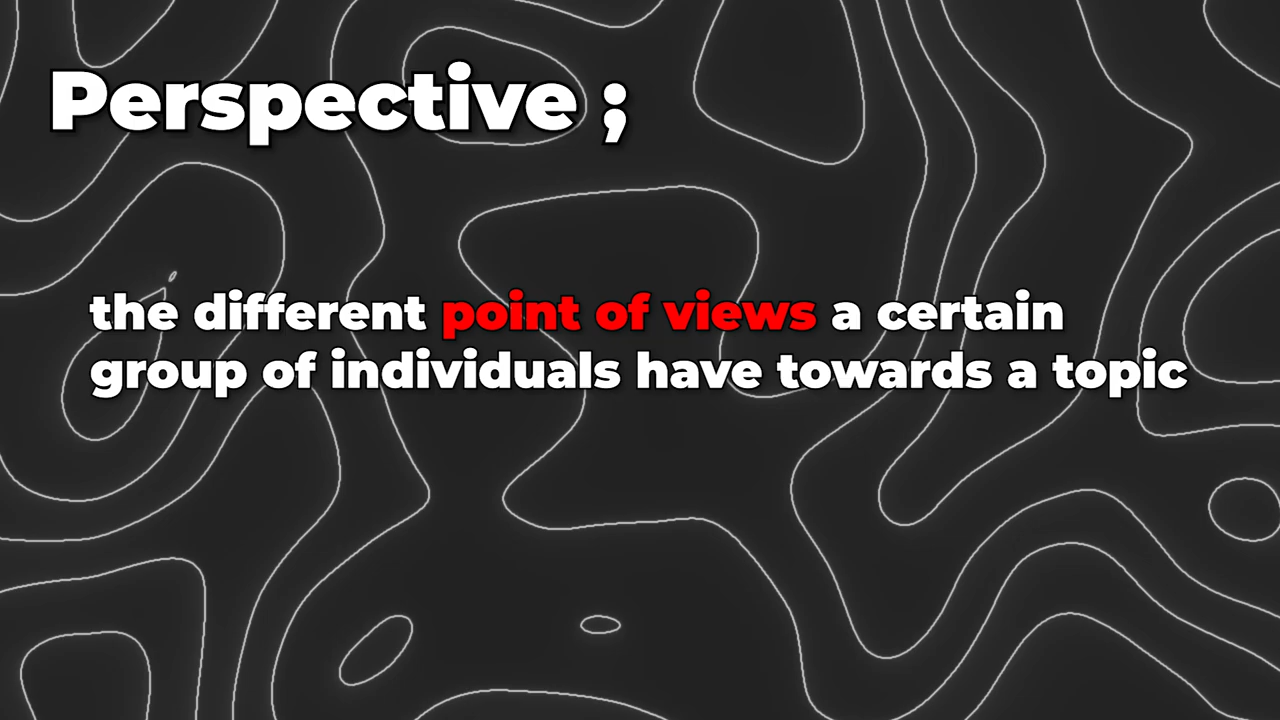 Perspective ;
the different point of views a certain
group of individuals have towards a topic